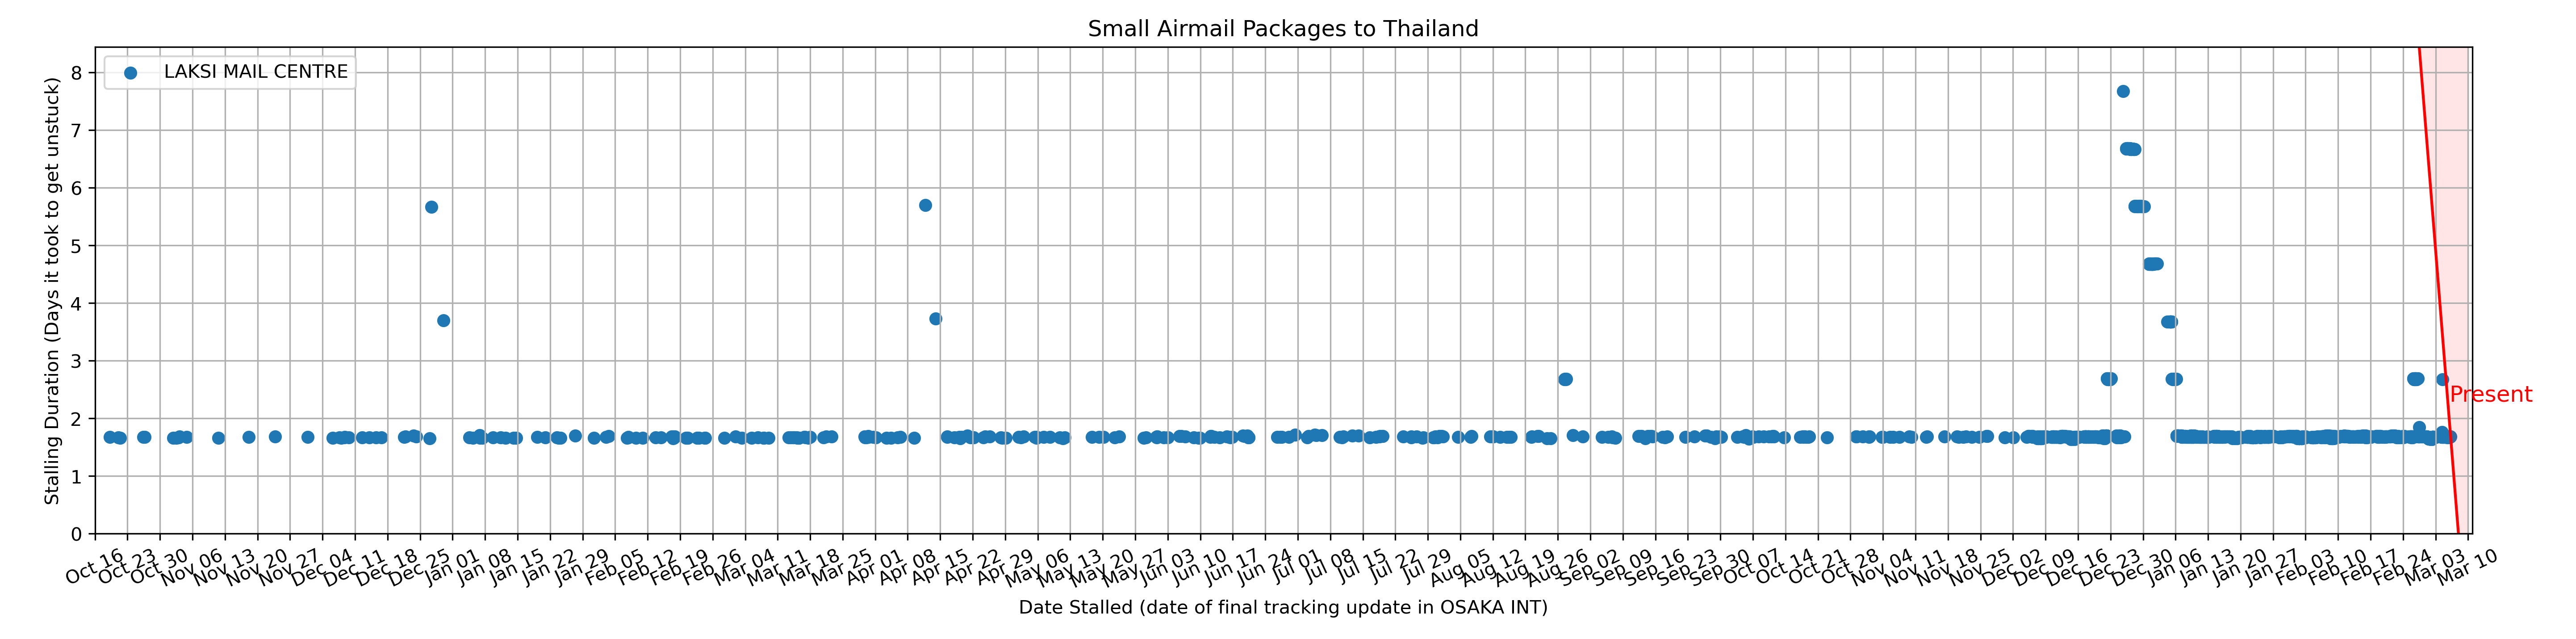 Small Airmail Packages to Thailand
LAKSI MAIL CENTRE
Stalling Duration (Days iit took to get unstuck)
8
7
6
5
4
3
2
1
0
Present
Oct 16
Oct 23
Oct 30
Nov 06
Nov 13
Nov 20
Nov 27
Dec 04
Dec 11
Dec 18
Dec 25
Jan 01
Jan 08
Jan 15
Jan 22
Jan 29
Feb 05
Feb 12
Feb 19
Feb 26
Mar 04
Mar 11
Mar 18
Mar 25
Apr 01
Apr 08
Apr 15
Apr 22
Apr 29
May 06
May 13
May 20
May 27
Jun 03
Jun 10
Jun 17
Jun 24
Jul 01
Jul 08
Jul 15
Jul 22
Jul 29
Aug 05
Aug 12
Aug 19
Aug 26
Sep 02
Sep 09
Sep 16
Sep 23
Sep 30
Oct 07
Oct 14
Oct 21
Oct 28
Nov 04
Nov 11
Nov 18
Nov 25
Dec 02
Dec 09
Dec 16
Dec 23
Dec 30
Jan 06
Jan 13
Jan 20
Jan 27
Feb 03
Feb 10
Feb 17
Feb 24
Mar 03
Mar 10
Date Stalled (date of final tracking update in OSAKA INT)